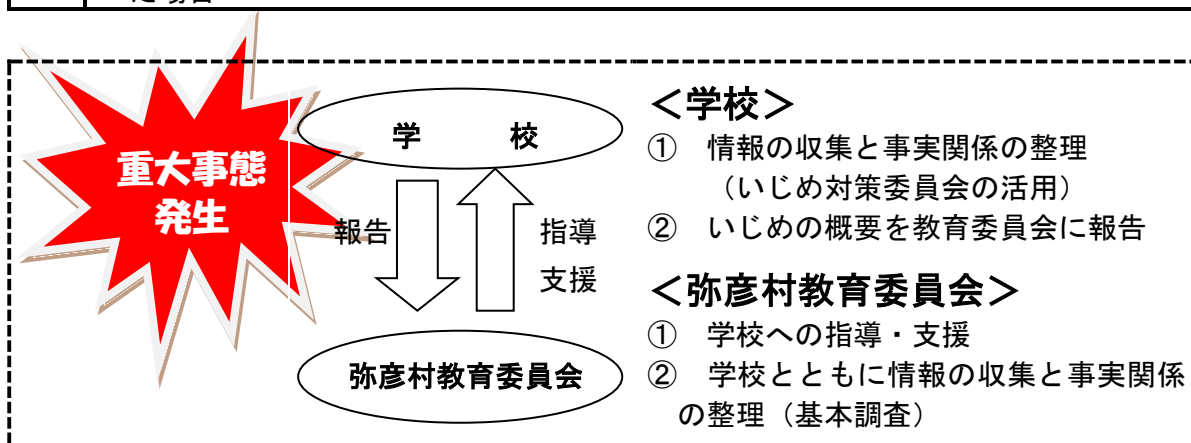 重大事態
発生
学　　　校
報告
指導
支援
弥彦村教育委員会
＜学校＞
①　情報の収集と事実関係の整理
（いじめ対策委員会の活用）
②　いじめの概要を教育委員会に報告
＜弥彦村教育委員会＞
①　学校への指導・支援
②　学校とともに情報の収集と事実関係
の整理（基本調査）